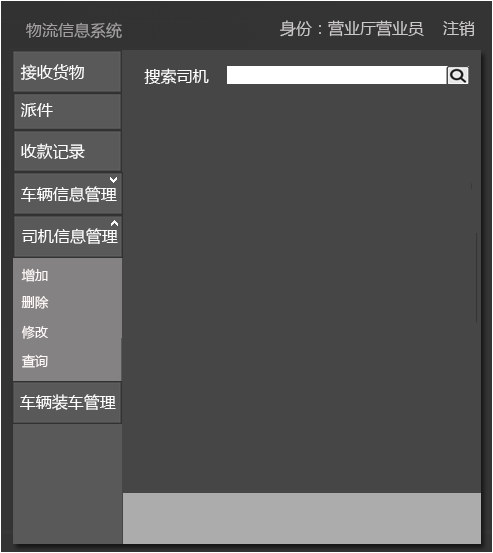 物流信息系统
身份：营业厅营业员 注销
接收货物
搜索司机
派件
收款记录
车辆信息管理
司机信息管理
增加
删除
修改
查询
车辆装车管理